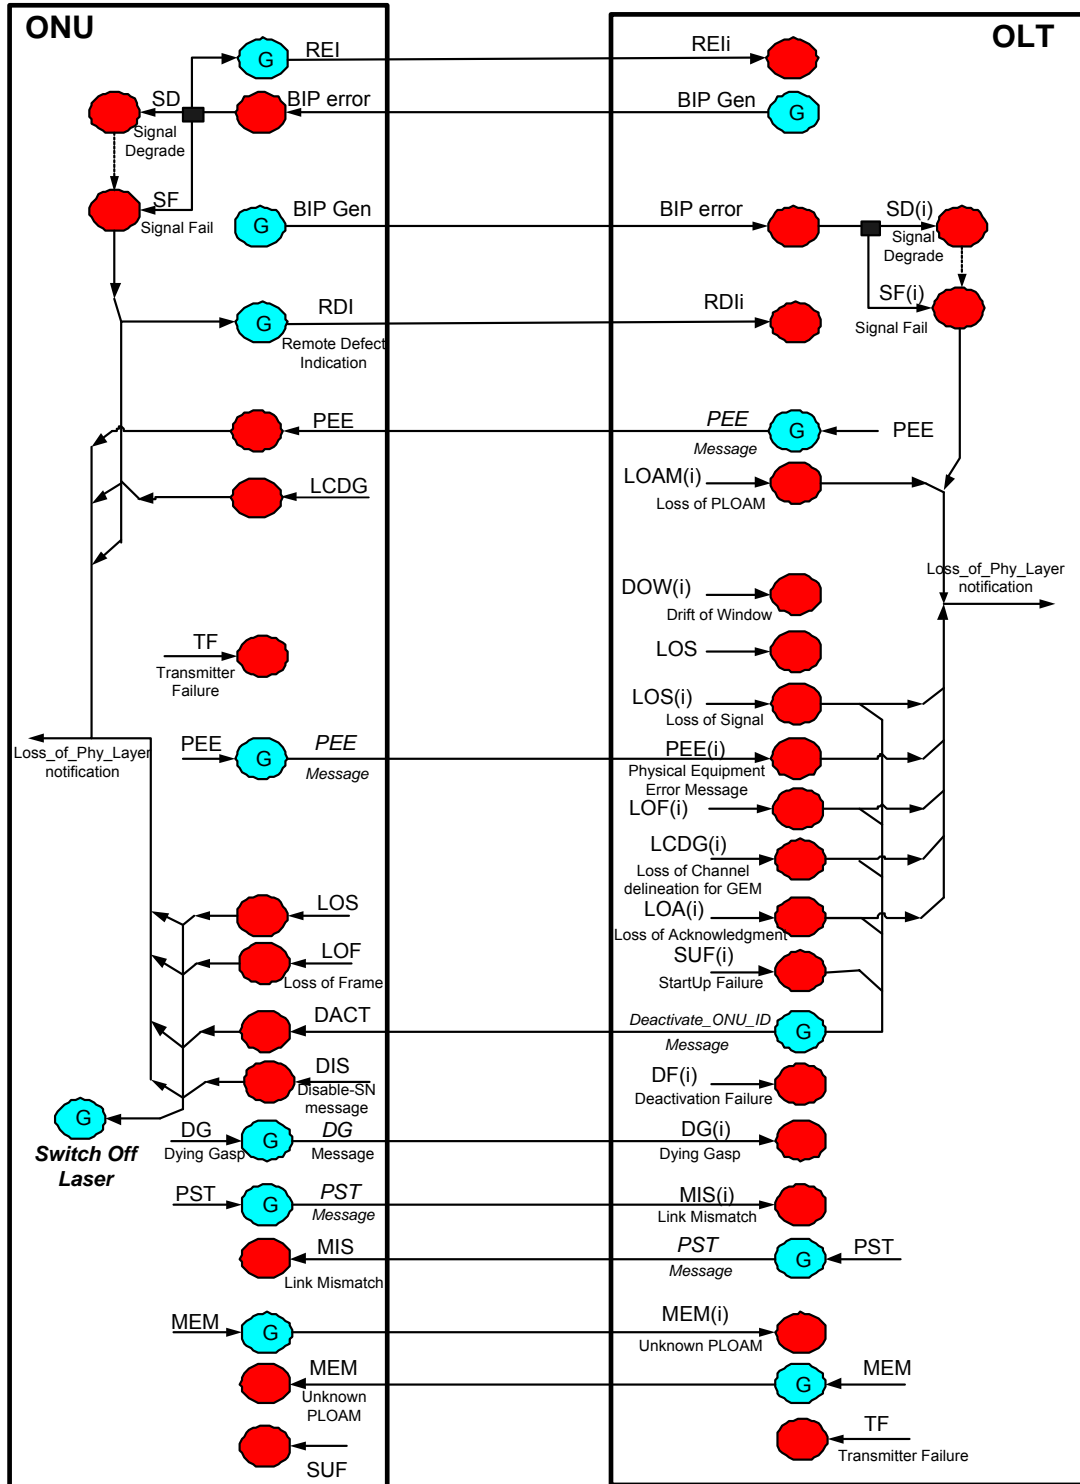 ONU
OLT
G
REI
REIi
SD
BIP error
BIP Gen
G
Signal
Degrade
SF
Signal Fail
G
BIP Gen
BIP error
SD(i)
Signal
Degrade
SF(i)
Signal Fail
RDI
G
Remote Defect
Indication
RDIi
PEE
PEE
Message
G
PEE
LCDG
LOAM(i)
Loss of PLOAM
Loss_of_Phy_Layer
notification
DOW(i)
Drift of Window
TF
Transmitter
Failure
LOS
LOS(i)
Loss of Signal
Loss_of_Phy_Layer
notification
PEE
G
PEE
Message
PEE(i)
Physical Equipment
Error Message
LOF(i)
LCDG(i)
Loss of Channel
delineation for GEM
LOS
LOA(i)
Loss of Acknowledgment
LOF
Loss of Frame
SUF(i)
StartUp Failure
DACT
Deactivate_ONU_ID
Message
G
DIS
Disable-SN
message
DF(i)
Deactivation Failure
G
Switch Off
Laser
DG
Dying Gasp
G
DG
Message
DG(i)
Dying Gasp
PST
G
PST
Message
MIS(i)
Link Mismatch
MIS
Link Mismatch
PST
Message
G
PST
MEM
G
MEM(i)
Unknown PLOAM
MEM
Unknown
PLOAM
G
MEM
SUF
TF
Transmitter Failure